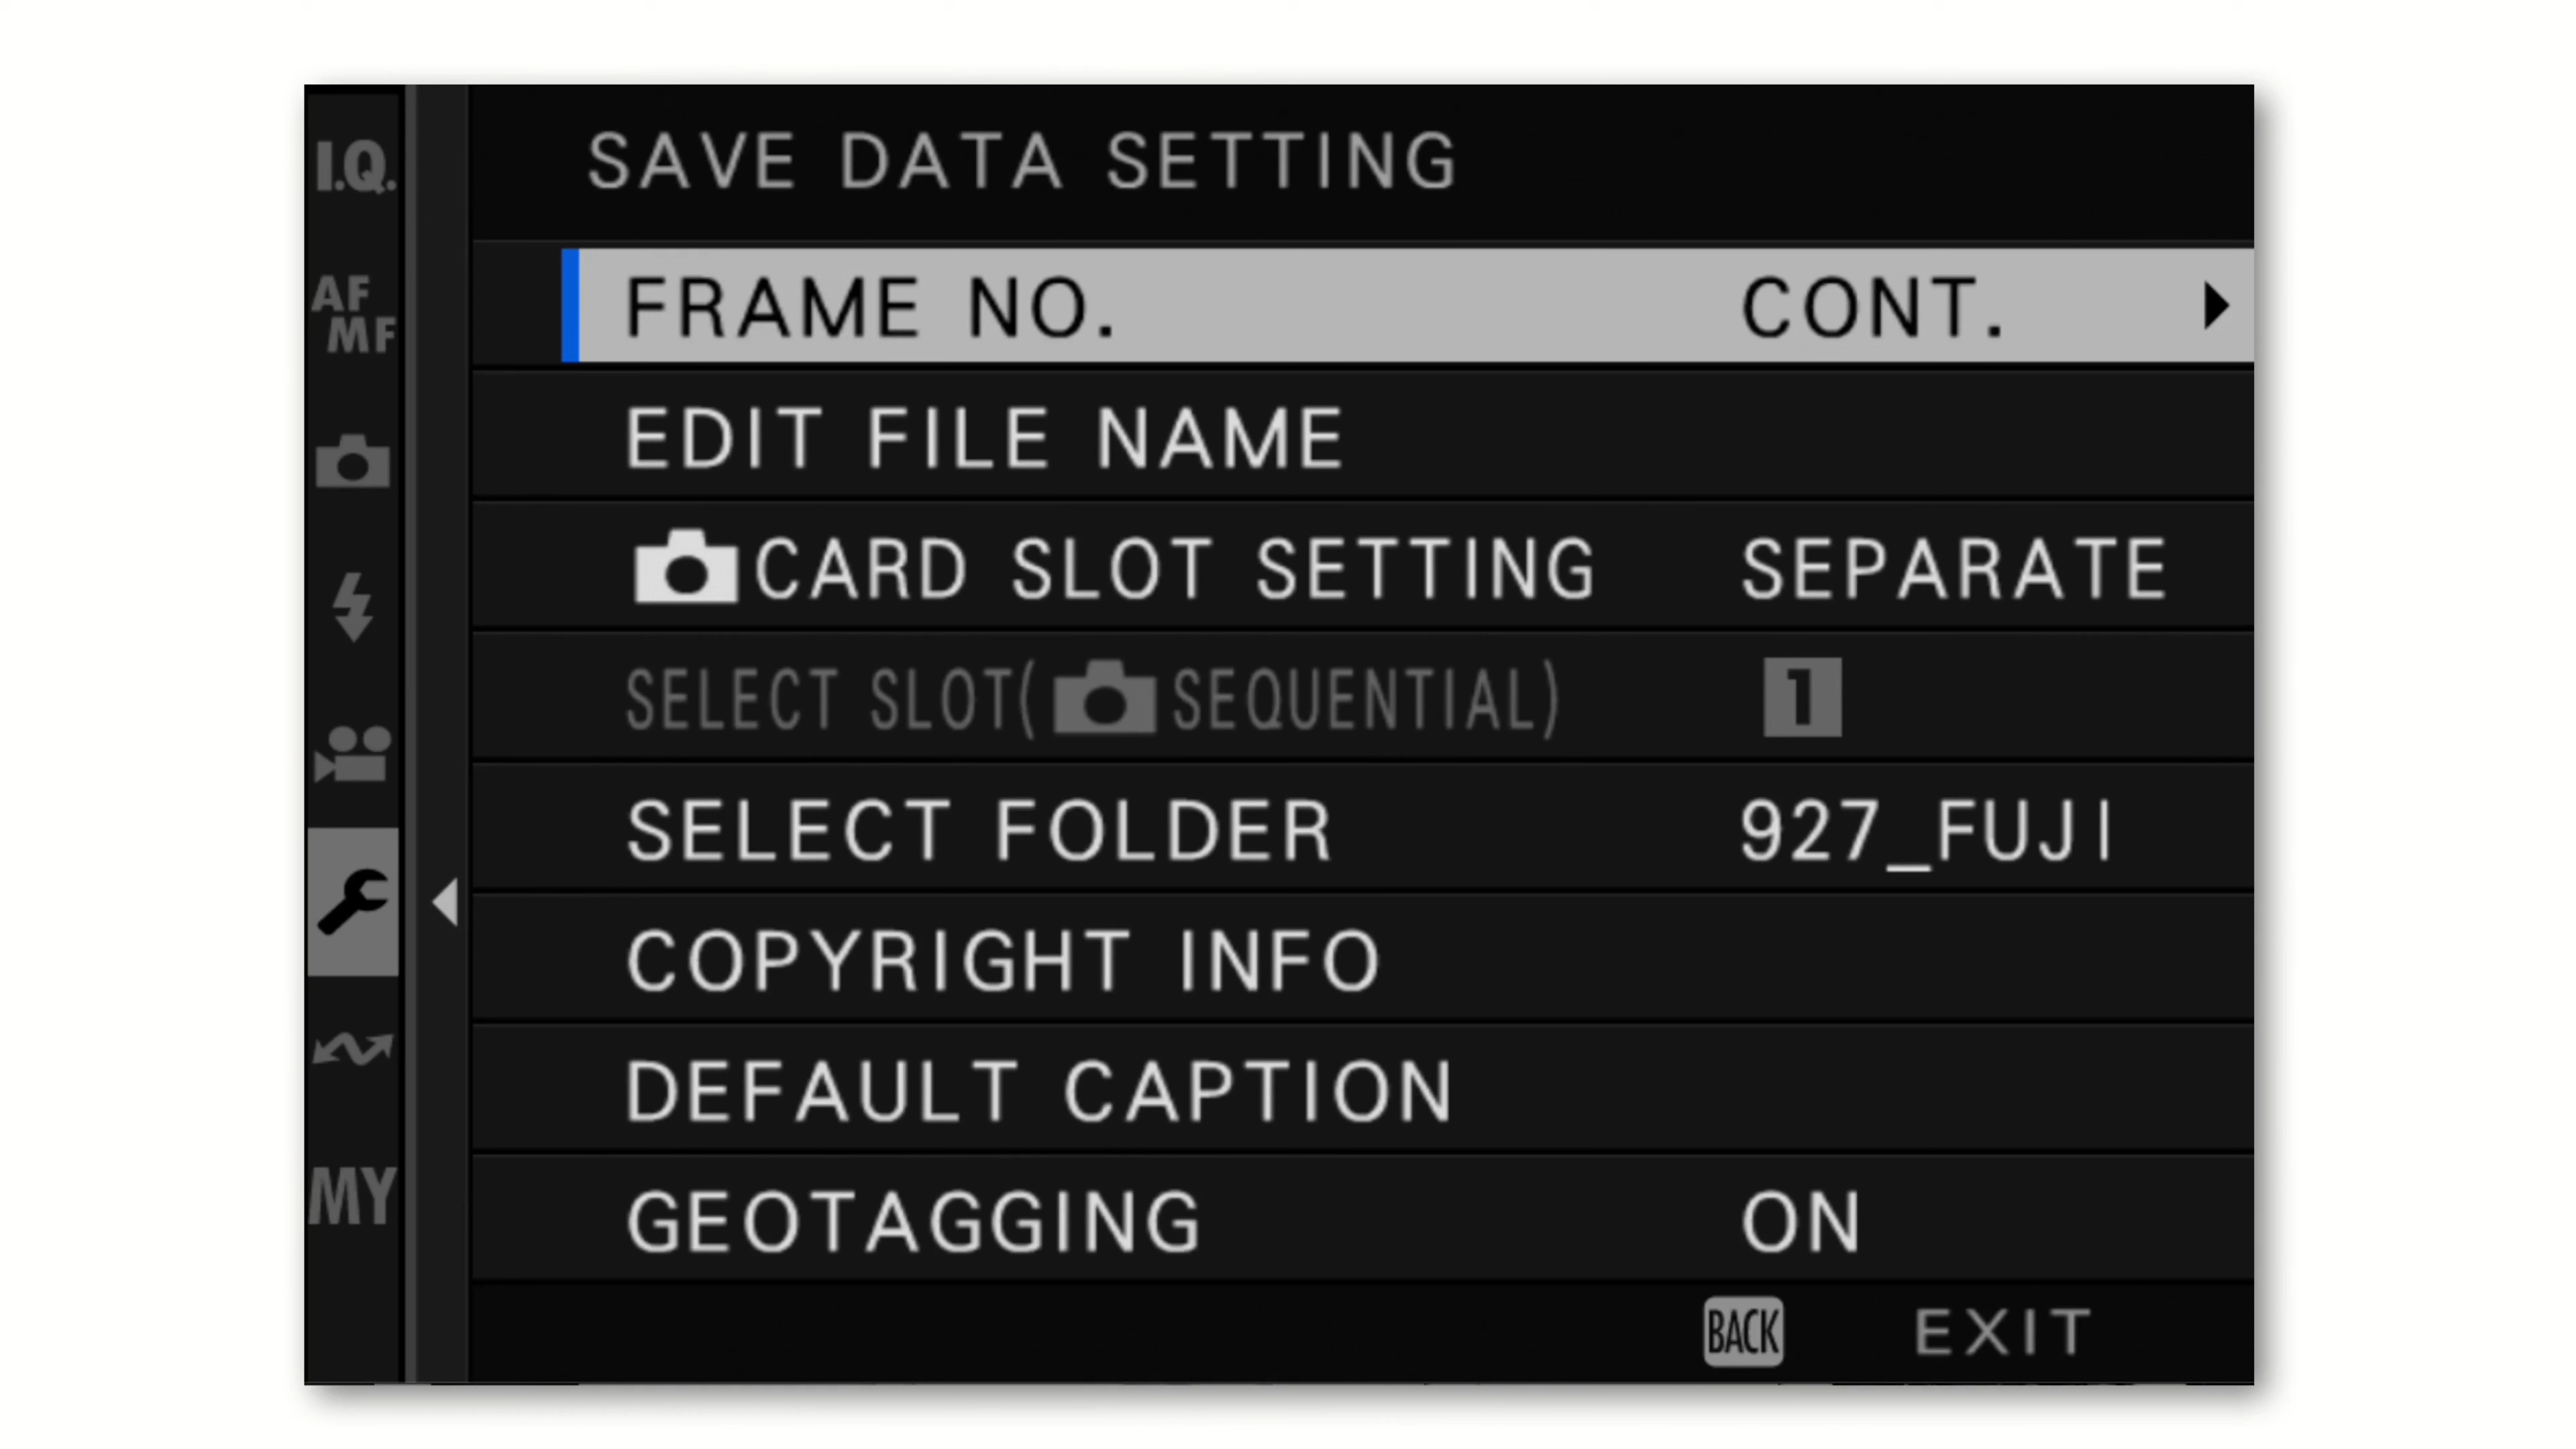 I.Q.
AF
MF
MY
SAVE DATA SETTING
FRAME NO. CONT.
EDIT FILE NAME
CARD SLOT SETTING SEPARATE
SELECT SLOT( SEQUENTIAL) 1
SELECT FOLDER 927_FUJI
COPYRIGHT INFO
DEFAULT CAPTION
GEOTAGGING ON
BACK EXIT